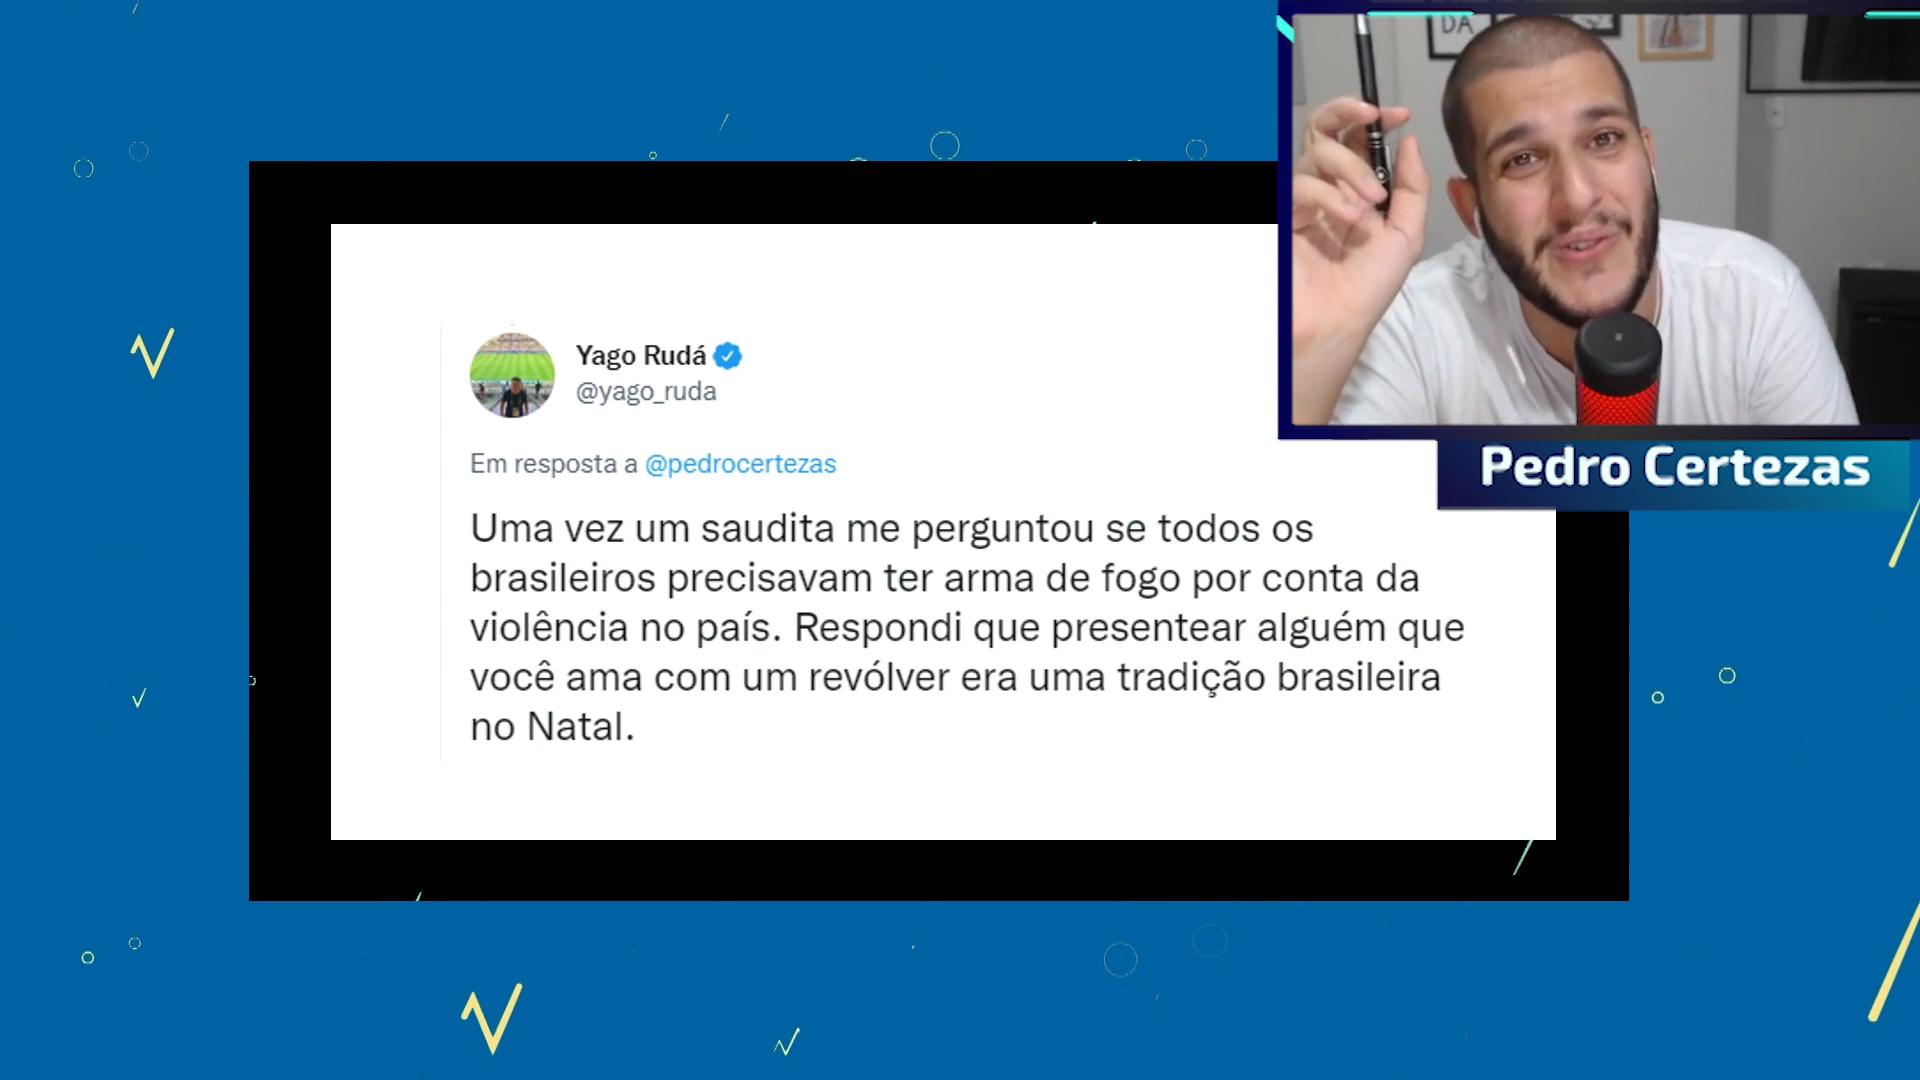 DA
Pedro Certezas
Yago Rudá
@yago_ruda
Em resposta a @pedrocertezas
Uma vez um saudita me perguntou se todos os
brasileiros precisavam ter arma de fogo por conta da
violência no país. Respondi que presentear alguém que
você ama com um revólver era uma tradição brasileira
no Natal.